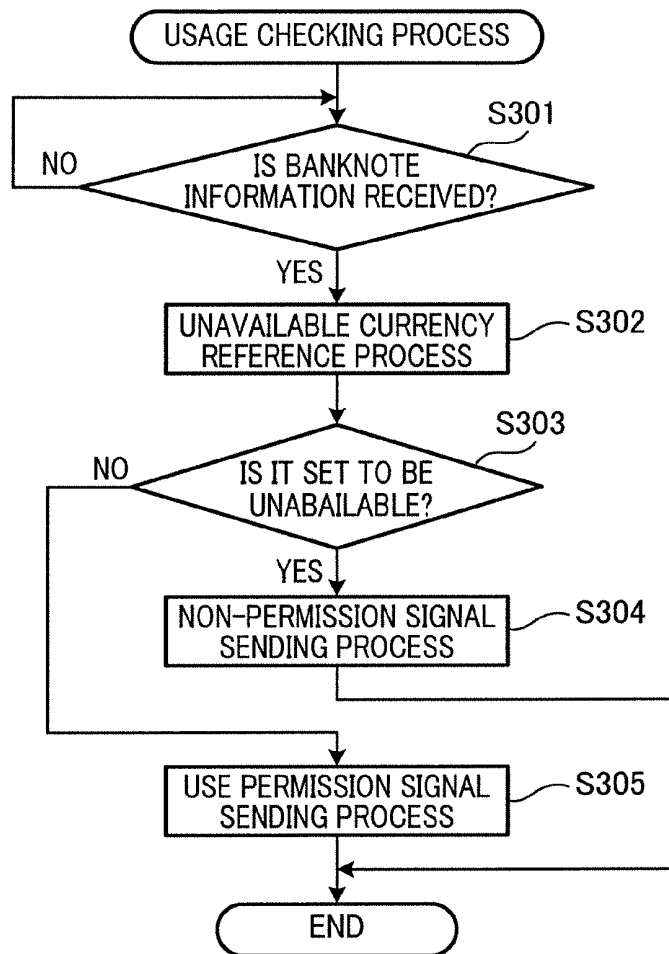 USAGE CHECKING PROCESS
S301
NO
IS BANKNOTE
INFORMATION RECEIVED?
YES
UNAVAILABLE CURRENCY
REFERENCE PROCESS
S302
S303
NO
IS IT SET TO BE
UNABAILABLE?
YES
NON-PERMISSION SIGNAL
SENDING PROCESS
S304
USE PERMISSION SIGNAL
SENDING PROCESS
S305
END